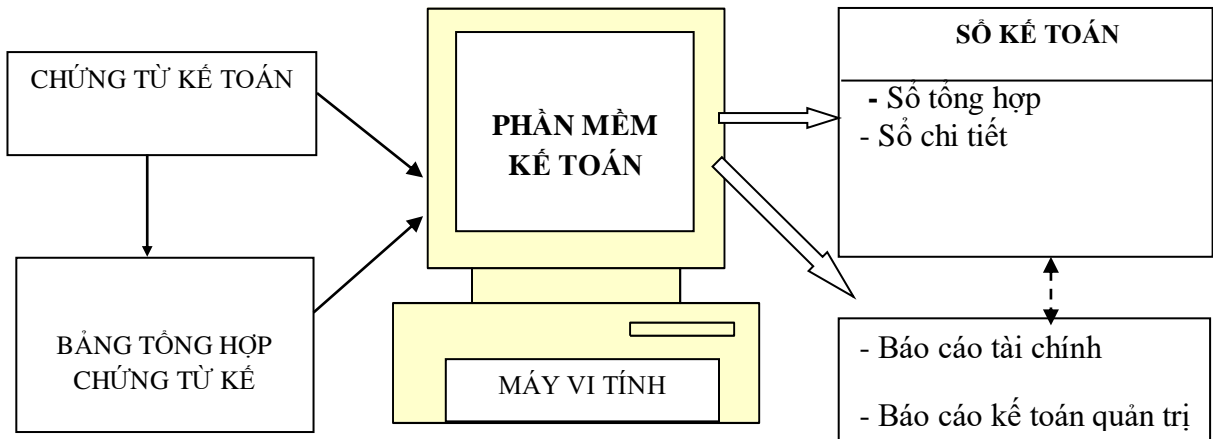 CHỨNG TỪ KẾ TOÁN
BẢNG TỔNG HỢP
CHỨNG TỪ KẾ
PHẦN MỀM
KẾ TOÁN
MÁY VI TÍNH
SỔ KẾ TOÁN
- Sổ tổng hợp
- Sổ chi tiết
- Báo cáo tài chính
- Báo cáo kế toán quản trị